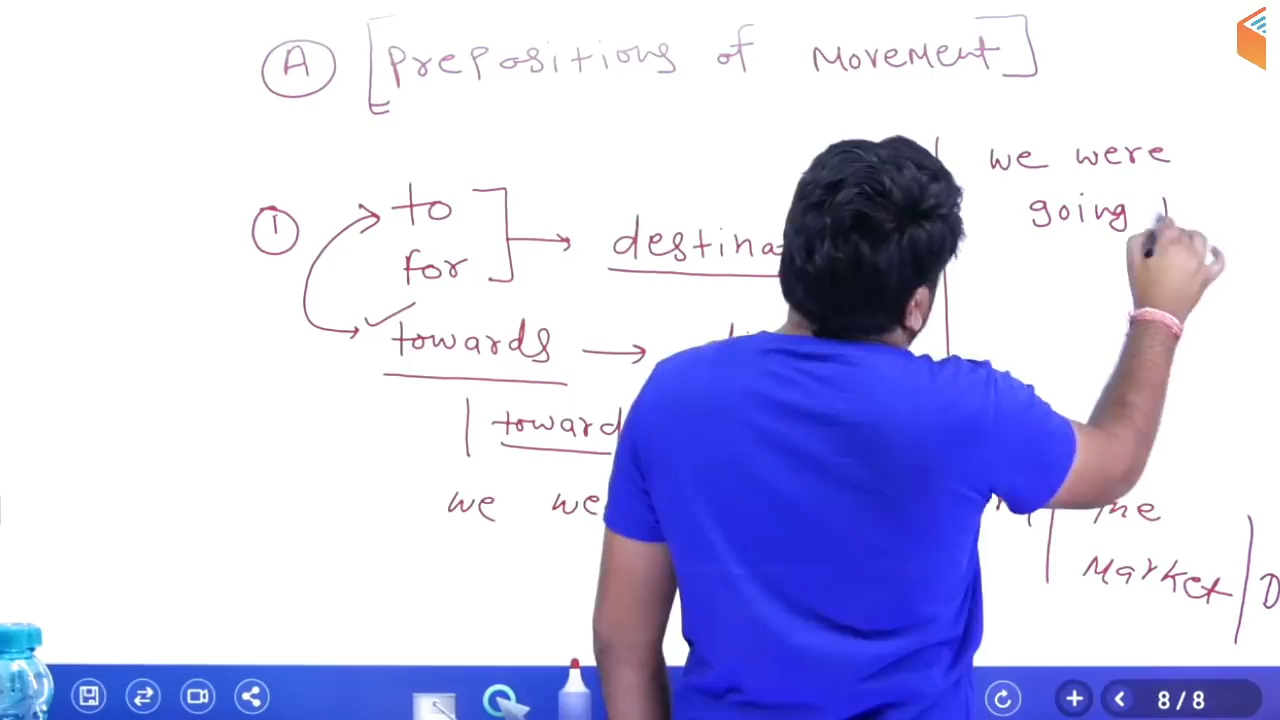 A [Prepositions of Movement]
we were
going
1 to
for
destina
towards
toward
we we
the
Market
D
8 / 8